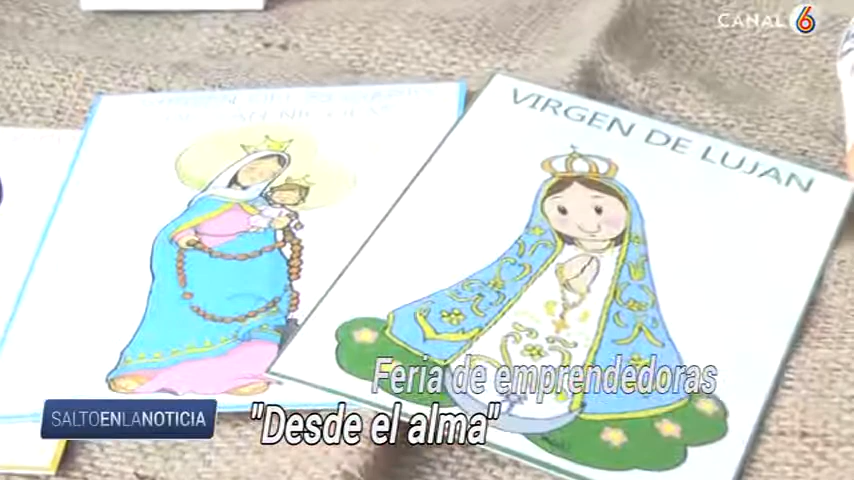 CANAL 6
VIRGEN DE LUJAN
Feria de emprendedoras
"Desde el alma"
SALTOENLANOTICIA